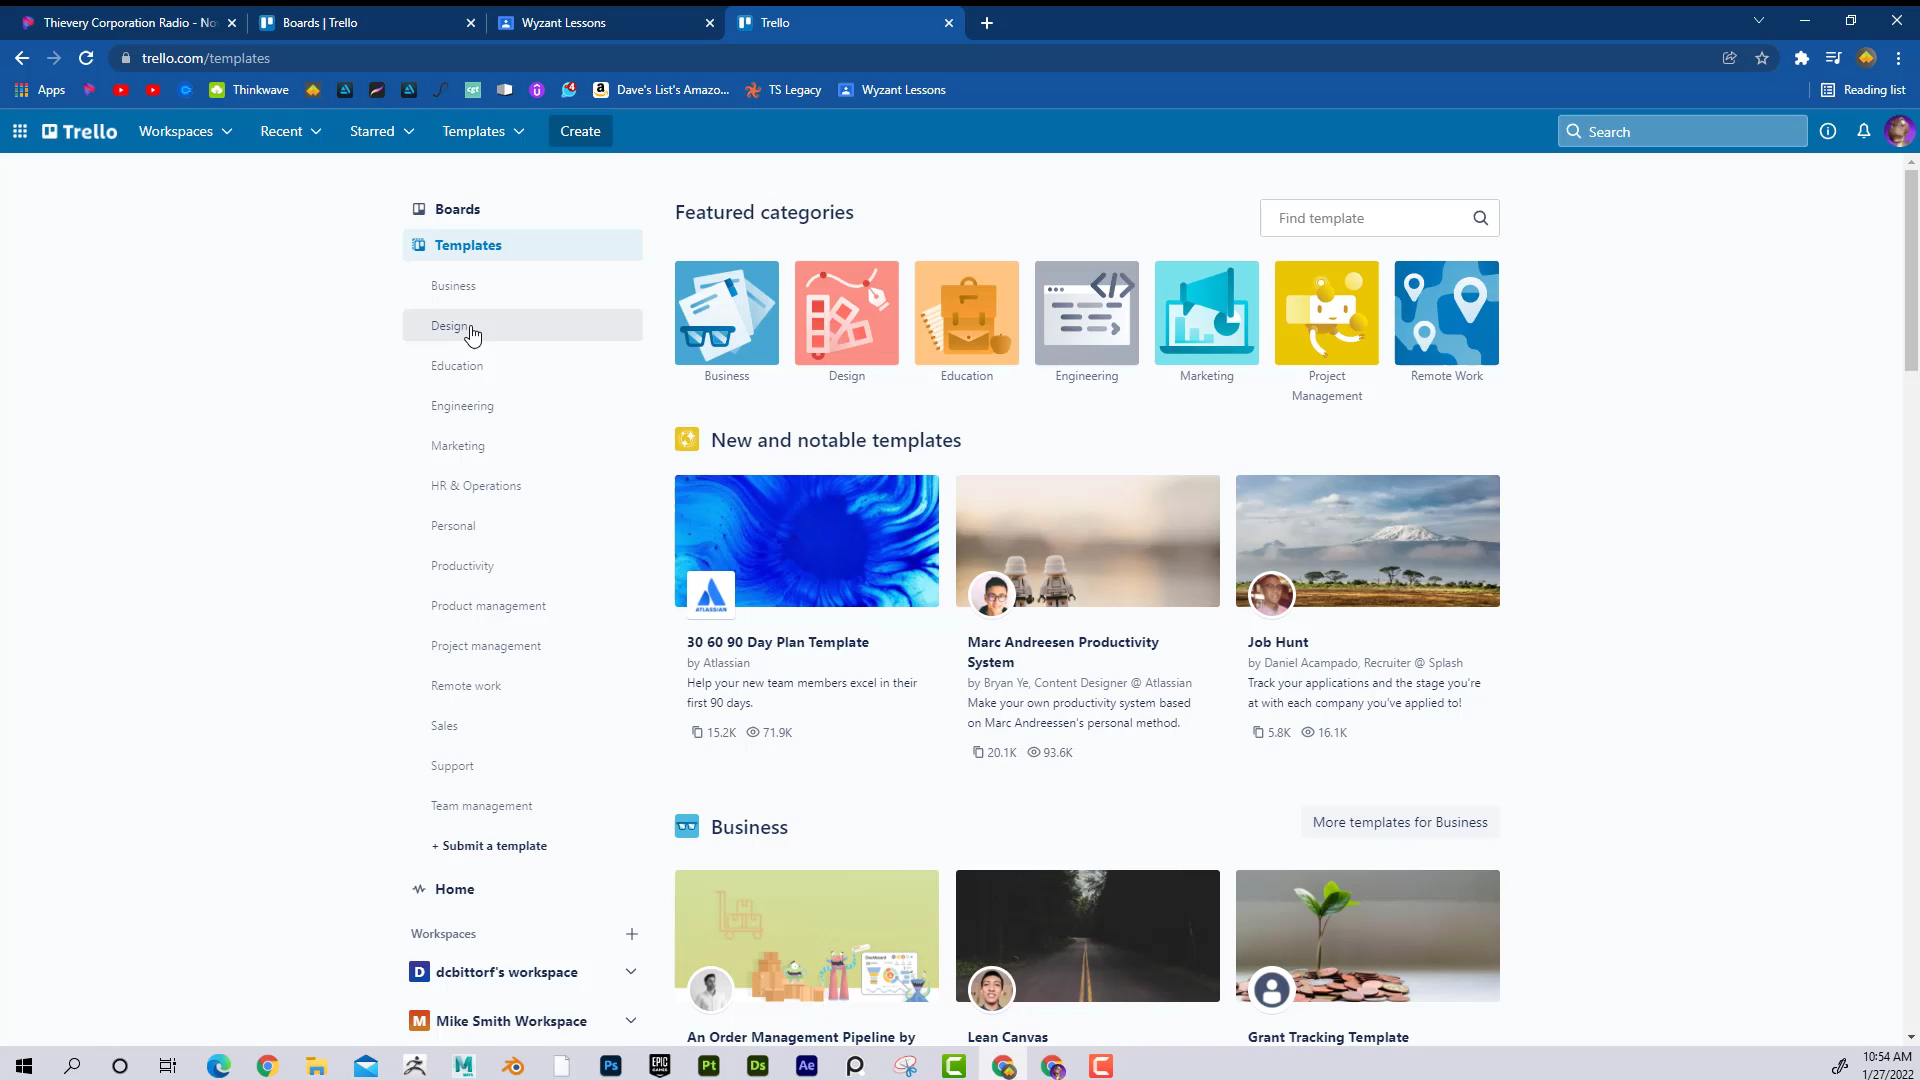 Thievery Corporation Radio - No
Boards | Trello
Wyzant Lessons
Trello
trello.com/templates
Apps
Thinkwave
Dave's List's Amazo...
TS Legacy
Wyzant Lessons
Reading list
Trello
Workspaces
Recent
Starred
Templates
Create
Search
Boards
Templates
Business
Design
Education
Engineering
Marketing
HR & Operations
Personal
Productivity
Product management
Project management
Remote work
Sales
Support
Team management
+ Submit a template
Home
Workspaces
D dcbittorf's workspace
M Mike Smith Workspace
Featured categories
Find template
Business
Design
Education
Engineering
Marketing
Project
Management
Remote Work
New and notable templates
ATLASSIAN
30 60 90 Day Plan Template
by Atlassian
Help your new team members excel in their
first 90 days.
15.2K 71.9K
Marc Andreesen Productivity
System
by Bryan Ye, Content Designer @ Atlassian
Make your own productivity system based
on Marc Andreessen's personal method.
20.1K 93.6K
Job Hunt
by Daniel Acampado, Recruiter @ Splash
Track your applications and the stage you're
at with each company you've applied to!
5.8K 16.1K
Business
More templates for Business
An Order Management Pipeline by
Lean Canvas
Grant Tracking Template
Ps
EPIC
GAMES
Pt
Ds
Ae
10:54 AM
1/27/2022